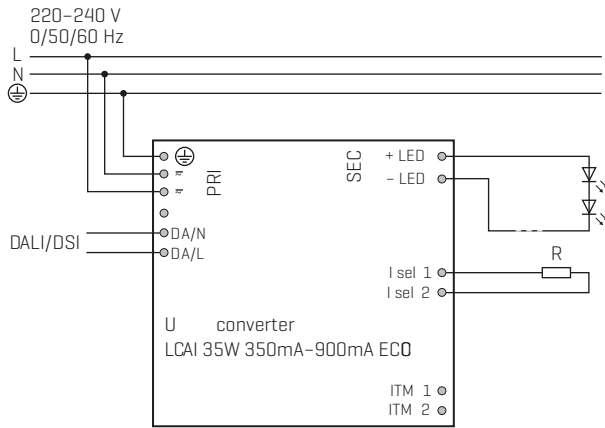 220–240 V
0/50/60 Hz
L
N
PRI
SEC
+ LED
– LED
DALI/DSI
DA/N
DA/L
R
I sel 1
I sel 2
U converter
LCAI 35W 350mA–900mA ECO
ITM 1
ITM 2